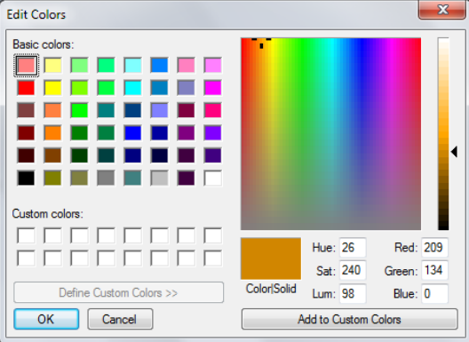 Edit Colors
Basic colors:
Custom colors:
Define Custom Colors >>
OK
Cancel
Color|Solid
Hue: 26
Sat: 240
Lum: 98
Red: 209
Green: 134
Blue: 0
Add to Custom Colors